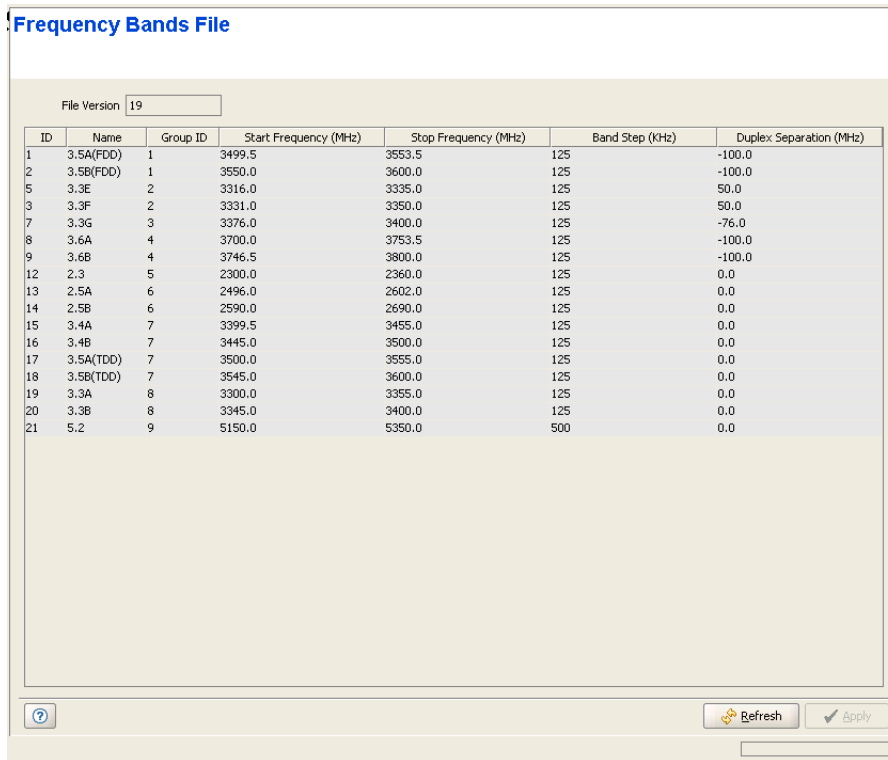 Frequency Bands File
File Version 19
ID Name Group ID Start Frequency (MHz) Stop Frequency (MHz) Band Step (KHz) Duplex Separation (MHz)
1 3.5A(FDD) 1 3499.5 3553.5 125 -100.0
2 3.5B(FDD) 1 3550.0 3600.0 125 -100.0
5 3.3E 2 3316.0 3335.0 125 50.0
3 3.3F 2 3331.0 3350.0 125 50.0
7 3.3G 3 3376.0 3400.0 125 -76.0
8 3.6A 4 3700.0 3753.5 125 -100.0
9 3.6B 4 3746.5 3800.0 125 -100.0
12 2.3 5 2300.0 2360.0 125 0.0
13 2.5A 6 2496.0 2602.0 125 0.0
14 2.5B 6 2590.0 2690.0 125 0.0
15 3.4A 7 3399.5 3455.0 125 0.0
16 3.4B 7 3445.0 3500.0 125 0.0
17 3.5A(TDD) 7 3500.0 3555.0 125 0.0
18 3.5B(TDD) 7 3545.0 3600.0 125 0.0
19 3.3A 8 3300.0 3355.0 125 0.0
20 3.3B 8 3345.0 3400.0 125 0.0
21 5.2 9 5150.0 5350.0 500 0.0
? Refresh Apply